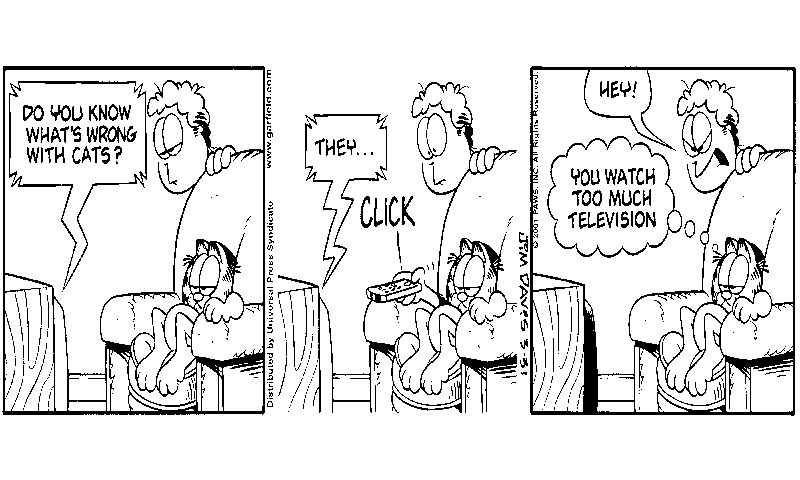 DO YOU KNOW
WHAT'S WRONG
WITH CATS?
www.garfield.com
Distributed by Universal Press Syndicate
THEY...
CLICK
JIM DAVIS 3·31
© 2001 PAWS, INC. All Rights Reserved.
HEY!
YOU WATCH
TOO MUCH
TELEVISION